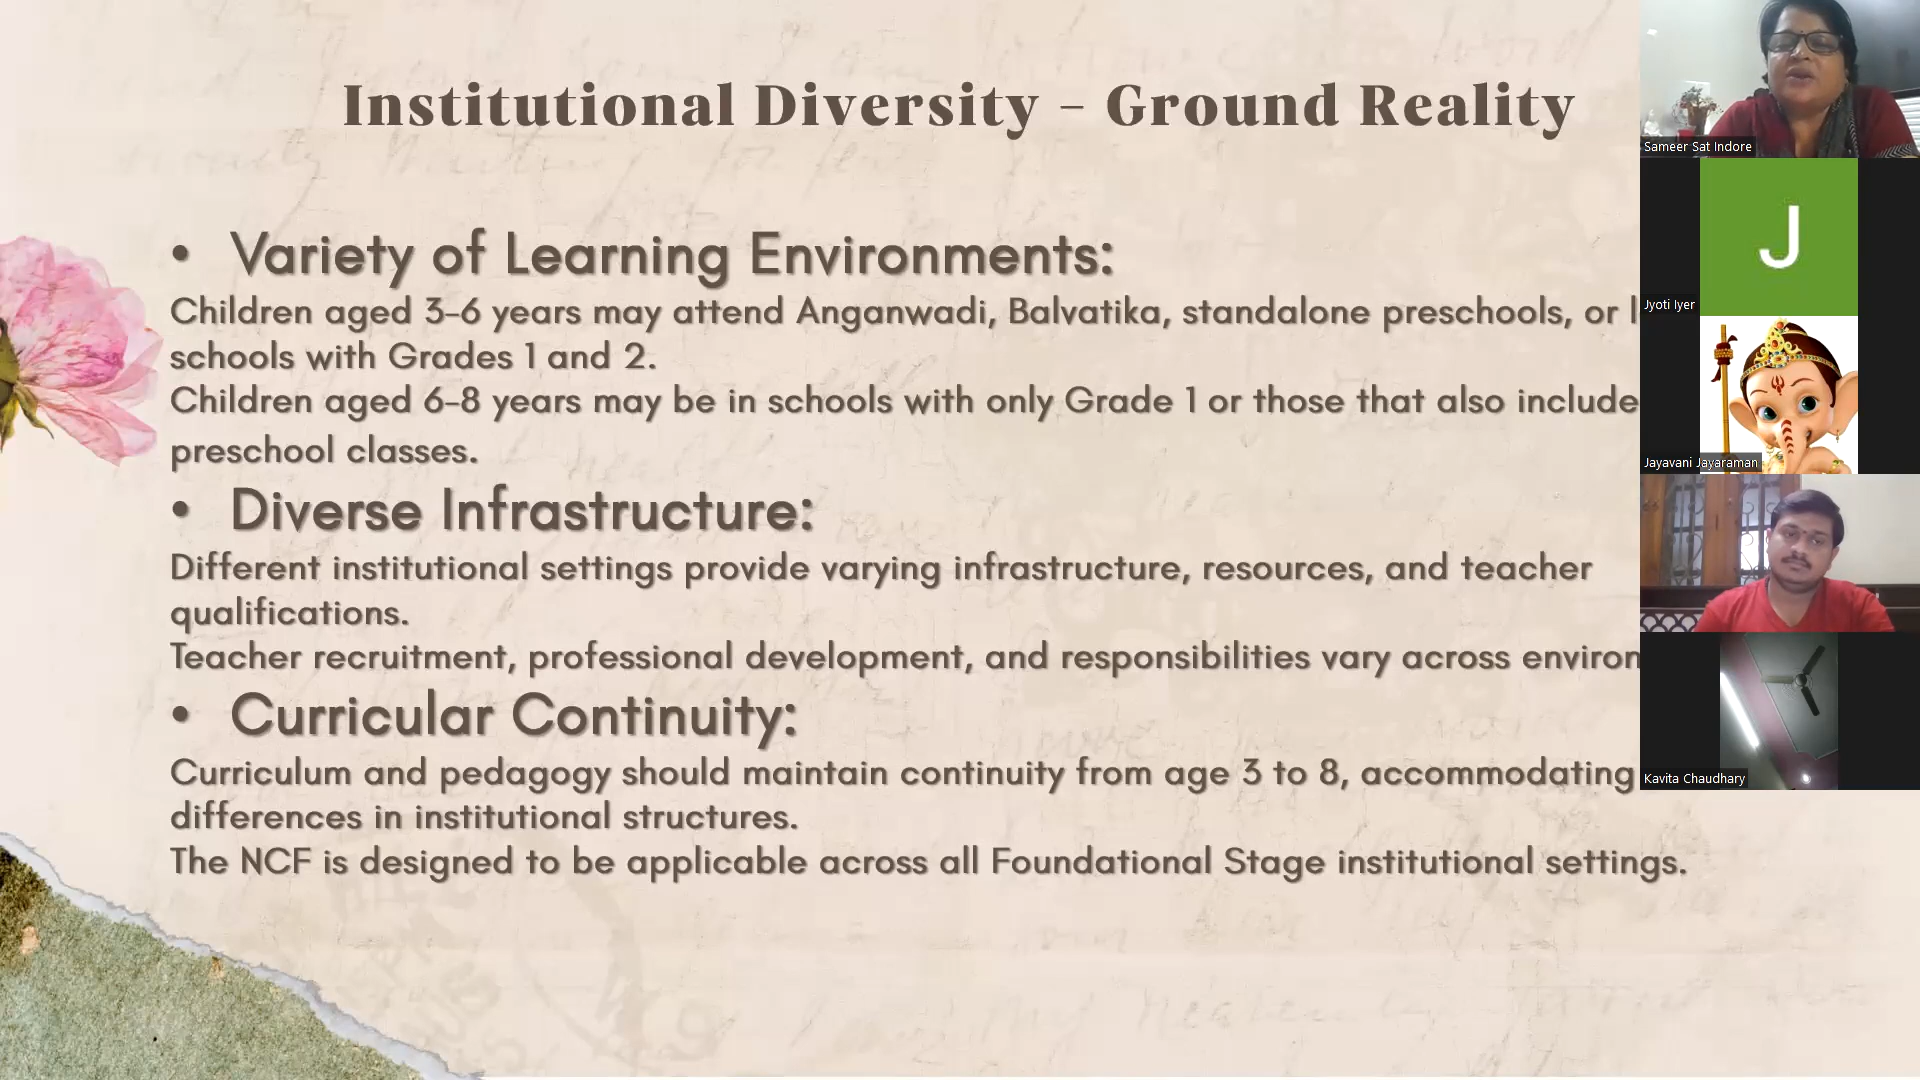 Institutional Diversity - Ground Reality
• Variety of Learning Environments:
Children aged 3-6 years may attend Anganwadi, Balvatika, standalone preschools, or
schools with Grades 1 and 2.
Children aged 6-8 years may be in schools with only Grade 1 or those that also include
preschool classes.
• Diverse Infrastructure:
Different institutional settings provide varying infrastructure, resources, and teacher
qualifications.
Teacher recruitment, professional development, and responsibilities vary across
• Curricular Continuity:
Curriculum and pedagogy should maintain continuity from age 3 to 8, accommodating
differences in institutional structures.
The NCF is designed to be applicable across all Foundational Stage institutional settings.
Sameer Sat Indore
J
Jyoti Iyer
Jayavani Jayaraman
Kavita Chaudhary